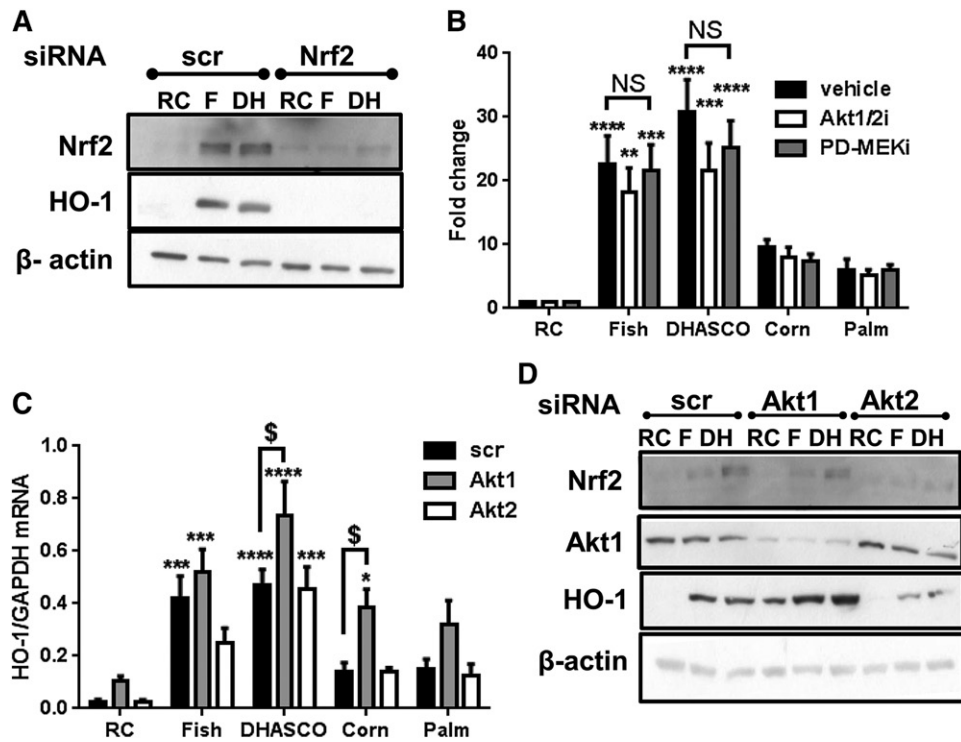 A
siRNA scr Nrf2
RC F DH RC F DH
Nrf2
HO-1
β- actin
B
Fold change
40
30
20
10
0
NS
NS
**** ** ***
**** *** ****
vehicle
Akt1/2i
PD-MEKi
RC Fish DHASCO Corn Palm
C
HO-1/GAPDH mRNA
1.0
0.8
0.6
0.4
0.2
0.0
$
$
*** ***
**** **** ***
*
scr
Akt1
Akt2
RC Fish DHASCO Corn Palm
D
siRNA scr Akt1 Akt2
RC F DH RC F DH RC F DH
Nrf2
Akt1
HO-1
β-actin